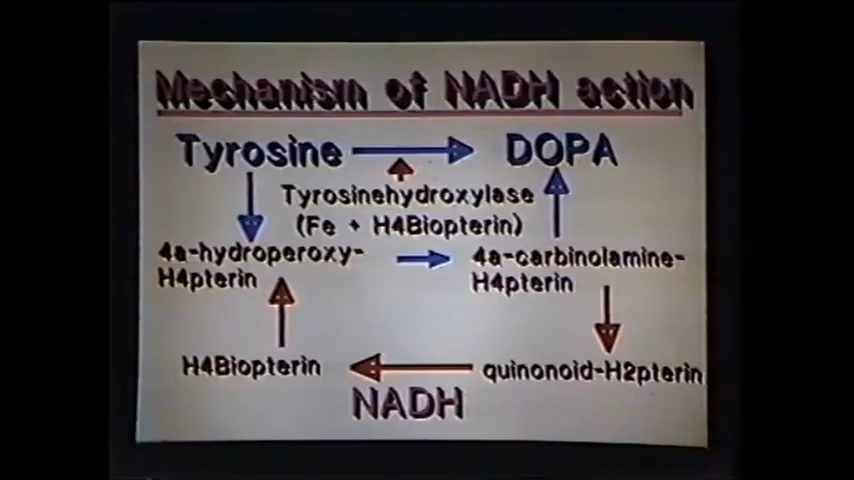 Mechanism of NADH action
Tyrosine DOPA
Tyrosinehydroxylase
(Fe + H4Biopterin)
4a-hydroperoxy- 4a-carbinolamine-
H4pterin H4pterin
H4Biopterin quinonoid-H2pterin
NADH